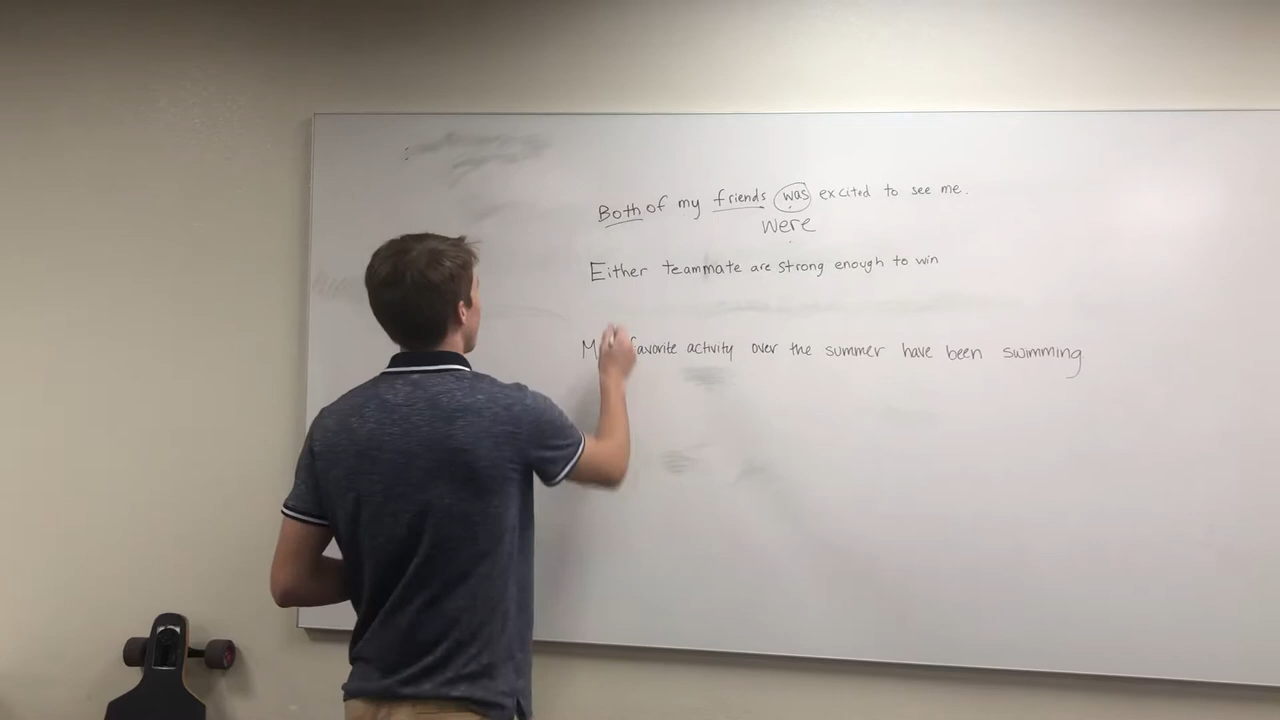 Both of my friends was excited to see me.
were
Either teammate are strong enough to win
favorite activity over the summer have been swimming